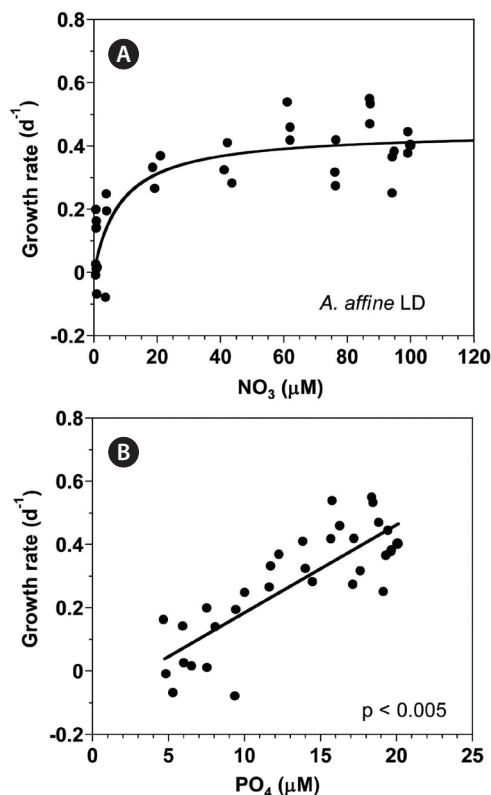 A
Growth rate (d⁻¹)
0.8
0.6
0.4
0.2
0
-0.2
A. affine LD
0 20 40 60 80 100 120
NO₃ (µM)
B
Growth rate (d⁻¹)
0.8
0.6
0.4
0.2
0
-0.2
p < 0.005
0 5 10 15 20 25
PO₄ (µM)